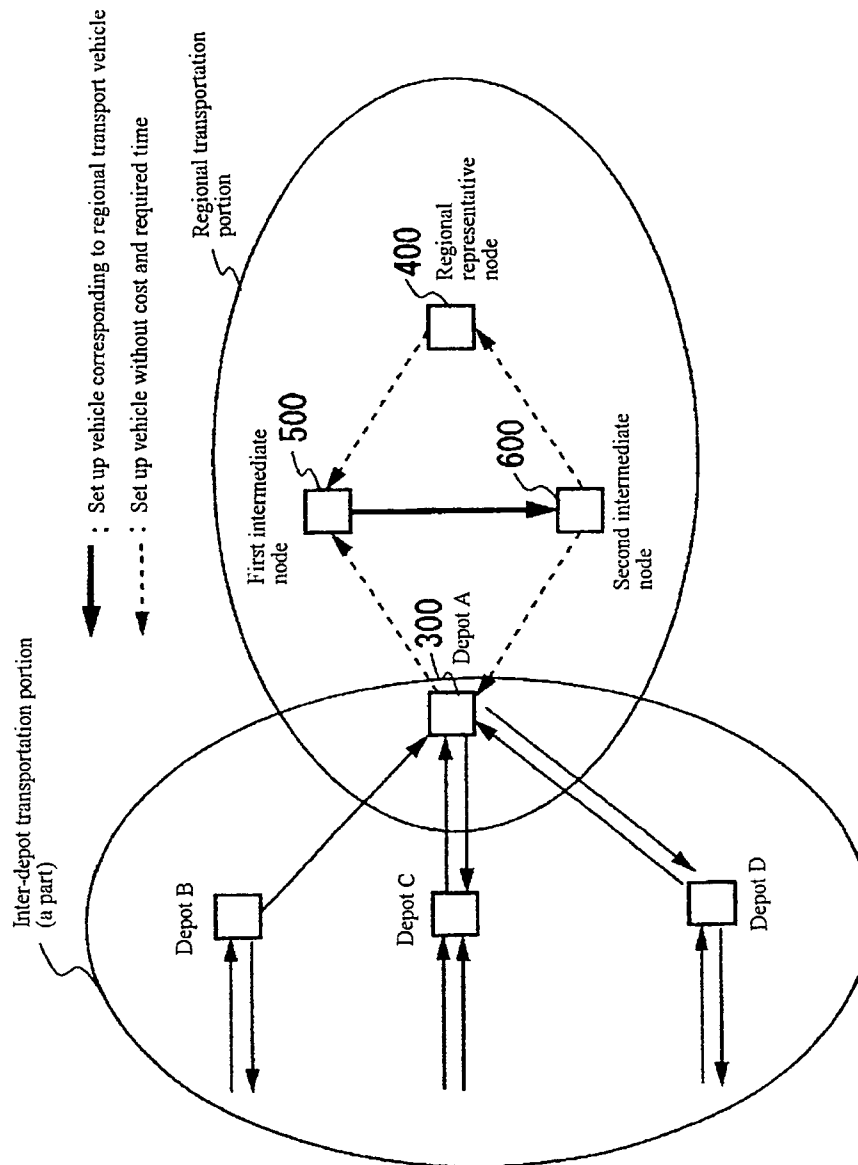 : Set up vehicle corresponding to regional transport vehicle
: Set up vehicle without cost and required time
Inter-depot transportation portion
(a part)
Regional transportation
portion
Depot B
Depot C
Depot D
300
Depot A
First intermediate
node
500
600
Second intermediate
node
400
Regional
representative
node